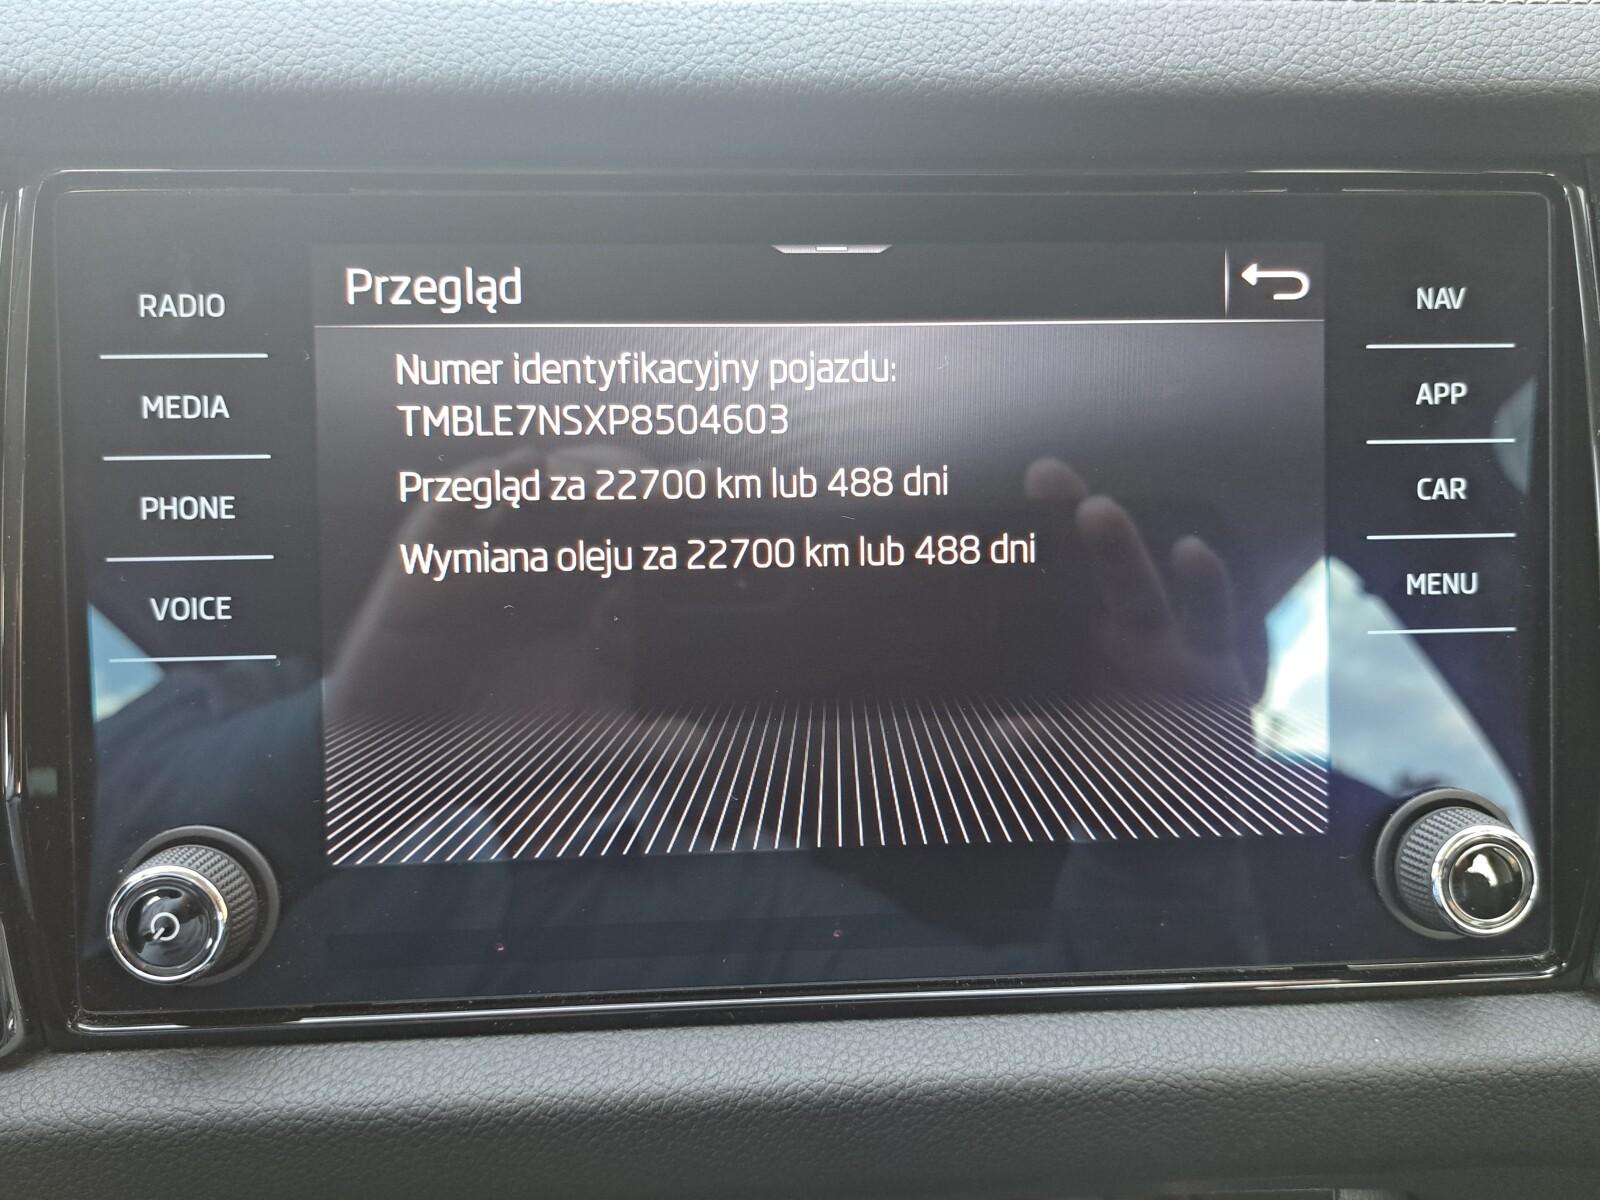 Przegląd
Numer identyfikacyjny pojazdu:
TMBLE7NSXP8504603
Przegląd za 22700 km lub 488 dni
Wymiana oleju za 22700 km lub 488 dni
RADIO
MEDIA
PHONE
VOICE
NAV
APP
CAR
MENU